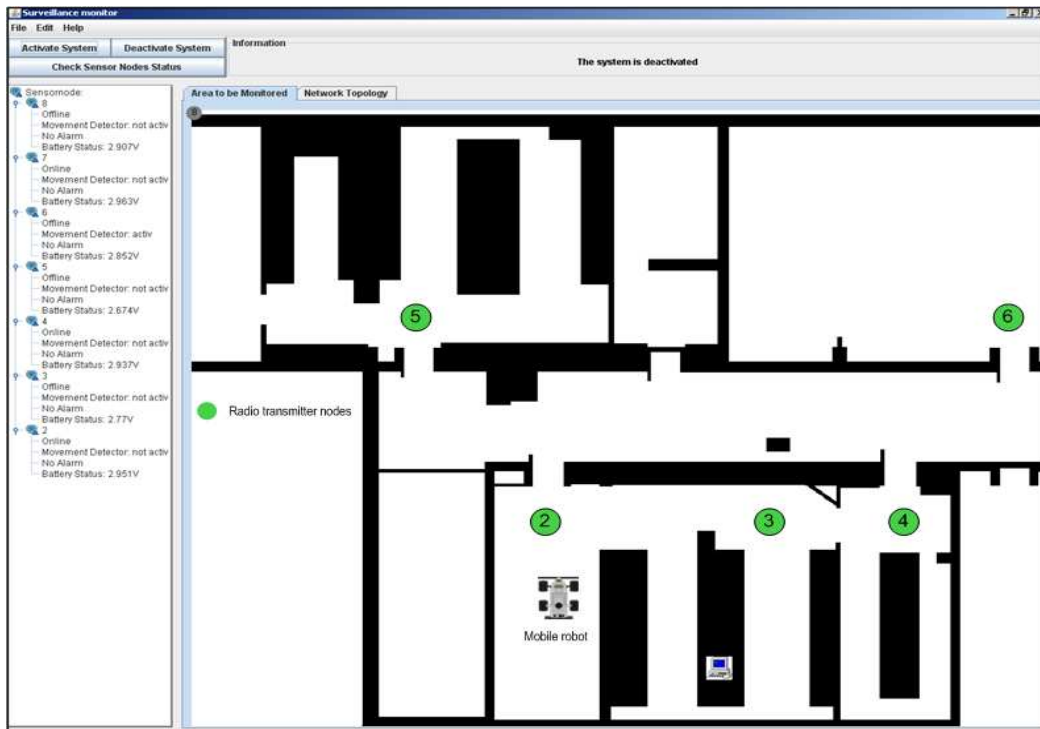 Surveillance monitor
File Edit Help
Activate System Deactivate System
Check Sensor Nodes Status
Information
The system is deactivated
Area to be Monitored Network Topology
Sensornode:
8
Offline
Movement Detector: not activ
No Alarm
Battery Status: 2.907V
7
Online
Movement Detector: not activ
No Alarm
Battery Status: 2.963V
6
Offline
Movement Detector: activ
No Alarm
Battery Status: 2.852V
5
Offline
Movement Detector: not activ
No Alarm
Battery Status: 2.674V
4
Online
Movement Detector: not activ
No Alarm
Battery Status: 2.937V
3
Offline
Movement Detector: not activ
No Alarm
Battery Status: 2.77V
2
Online
Movement Detector: not activ
No Alarm
Battery Status: 2.951V
5
6
Radio transmitter nodes
2
3
4
Mobile robot